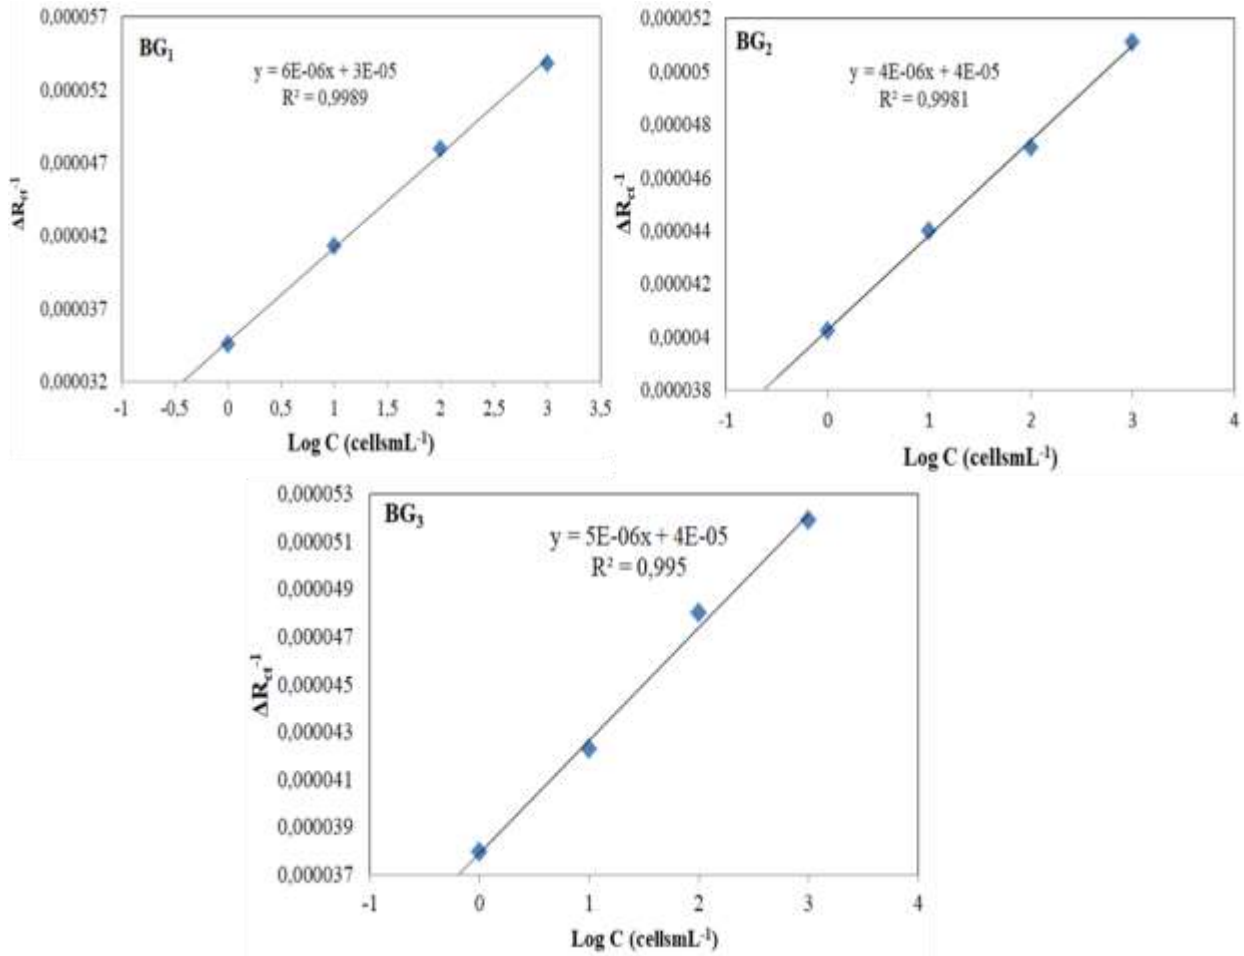 BG₁
y = 6E-06x + 3E-05
R² = 0,9989
0,000057
0,000052
0,000047
0,000042
0,000037
0,000032
ΔR_ct⁻¹
-1 -0,5 0 0,5 1 1,5 2 2,5 3 3,5
Log C (cellsmL⁻¹)
BG₂
y = 4E-06x + 4E-05
R² = 0,9981
0,000052
0,00005
0,000048
0,000046
0,000044
0,000042
0,00004
0,000038
ΔR_ct⁻¹
-1 0 1 2 3 4
Log C (cellsmL⁻¹)
BG₃
y = 5E-06x + 4E-05
R² = 0,995
0,000053
0,000051
0,000049
0,000047
0,000045
0,000043
0,000041
0,000039
0,000037
ΔR_ct⁻¹
-1 0 1 2 3 4
Log C (cellsmL⁻¹)